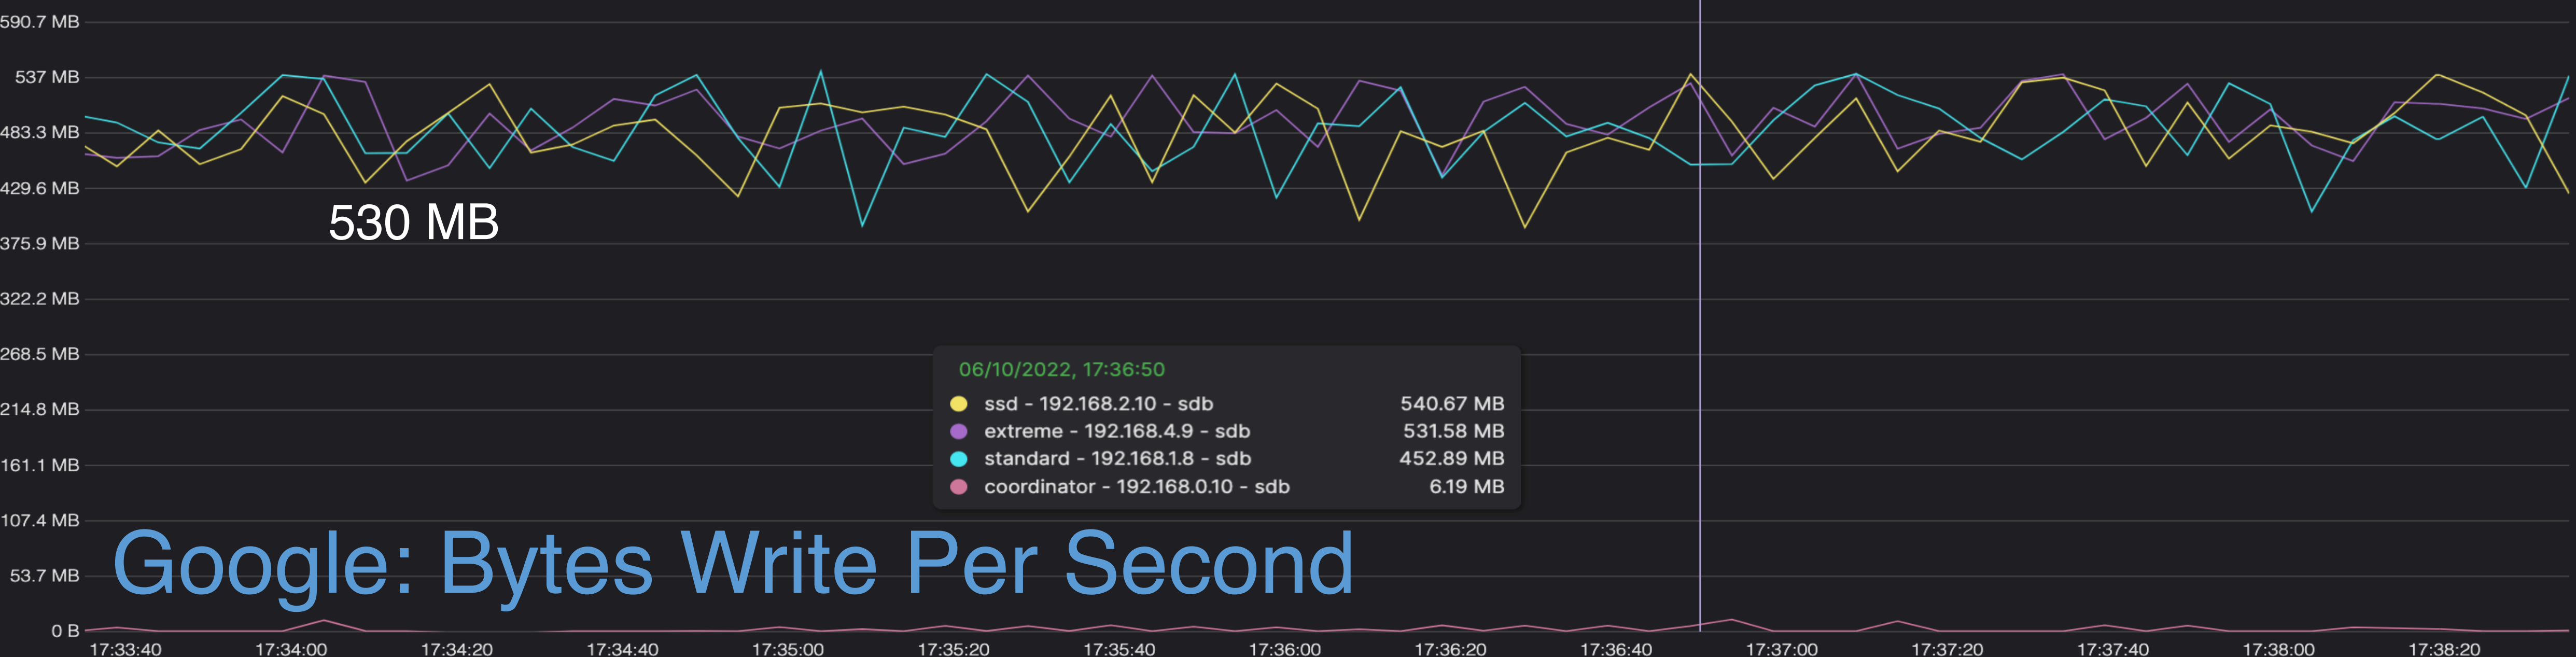 590.7 MB
537 MB
483.3 MB
429.6 MB
530 MB
375.9 MB
322.2 MB
268.5 MB
06/10/2022, 17:36:50
ssd - 192.168.2.10 - sdb 540.67 MB
extreme - 192.168.4.9 - sdb 531.58 MB
standard - 192.168.1.8 - sdb 452.89 MB
coordinator - 192.168.0.10 - sdb 6.19 MB
214.8 MB
161.1 MB
107.4 MB
Google: Bytes Write Per Second
53.7 MB
0 B
17:33:40 17:34:00 17:34:20 17:34:40 17:35:00 17:35:20 17:35:40 17:36:00 17:36:20 17:36:40 17:37:00 17:37:20 17:37:40 17:38:00 17:38:20